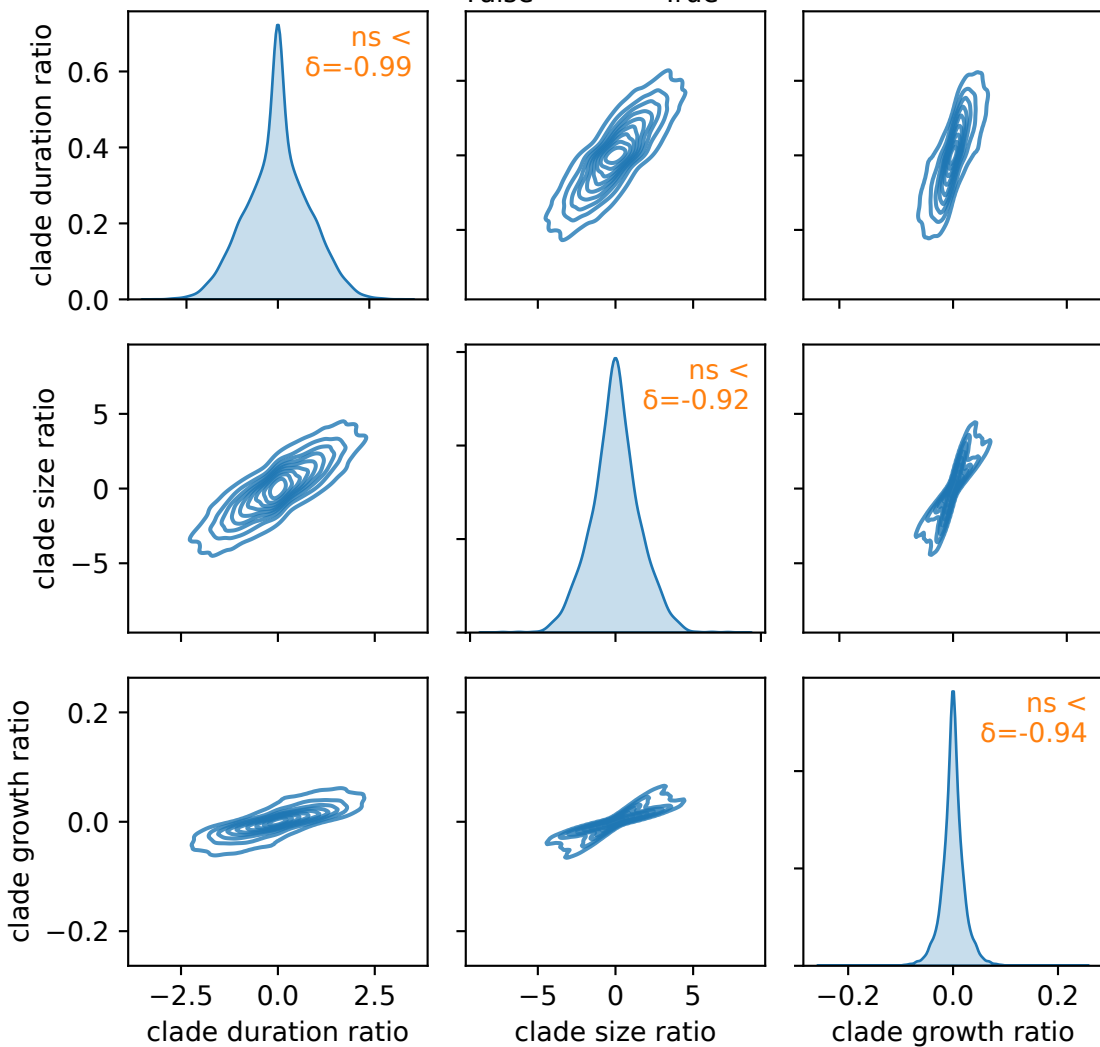 clade duration ratio
0.6
0.4
0.2
0.0
ns <
δ=-0.99
clade size ratio
5
0
−5
ns <
δ=-0.92
clade growth ratio
0.2
0.0
−0.2
ns <
δ=-0.94
−2.5
0.0
2.5
−5
0
5
−0.2
0.0
0.2
clade duration ratio
clade size ratio
clade growth ratio